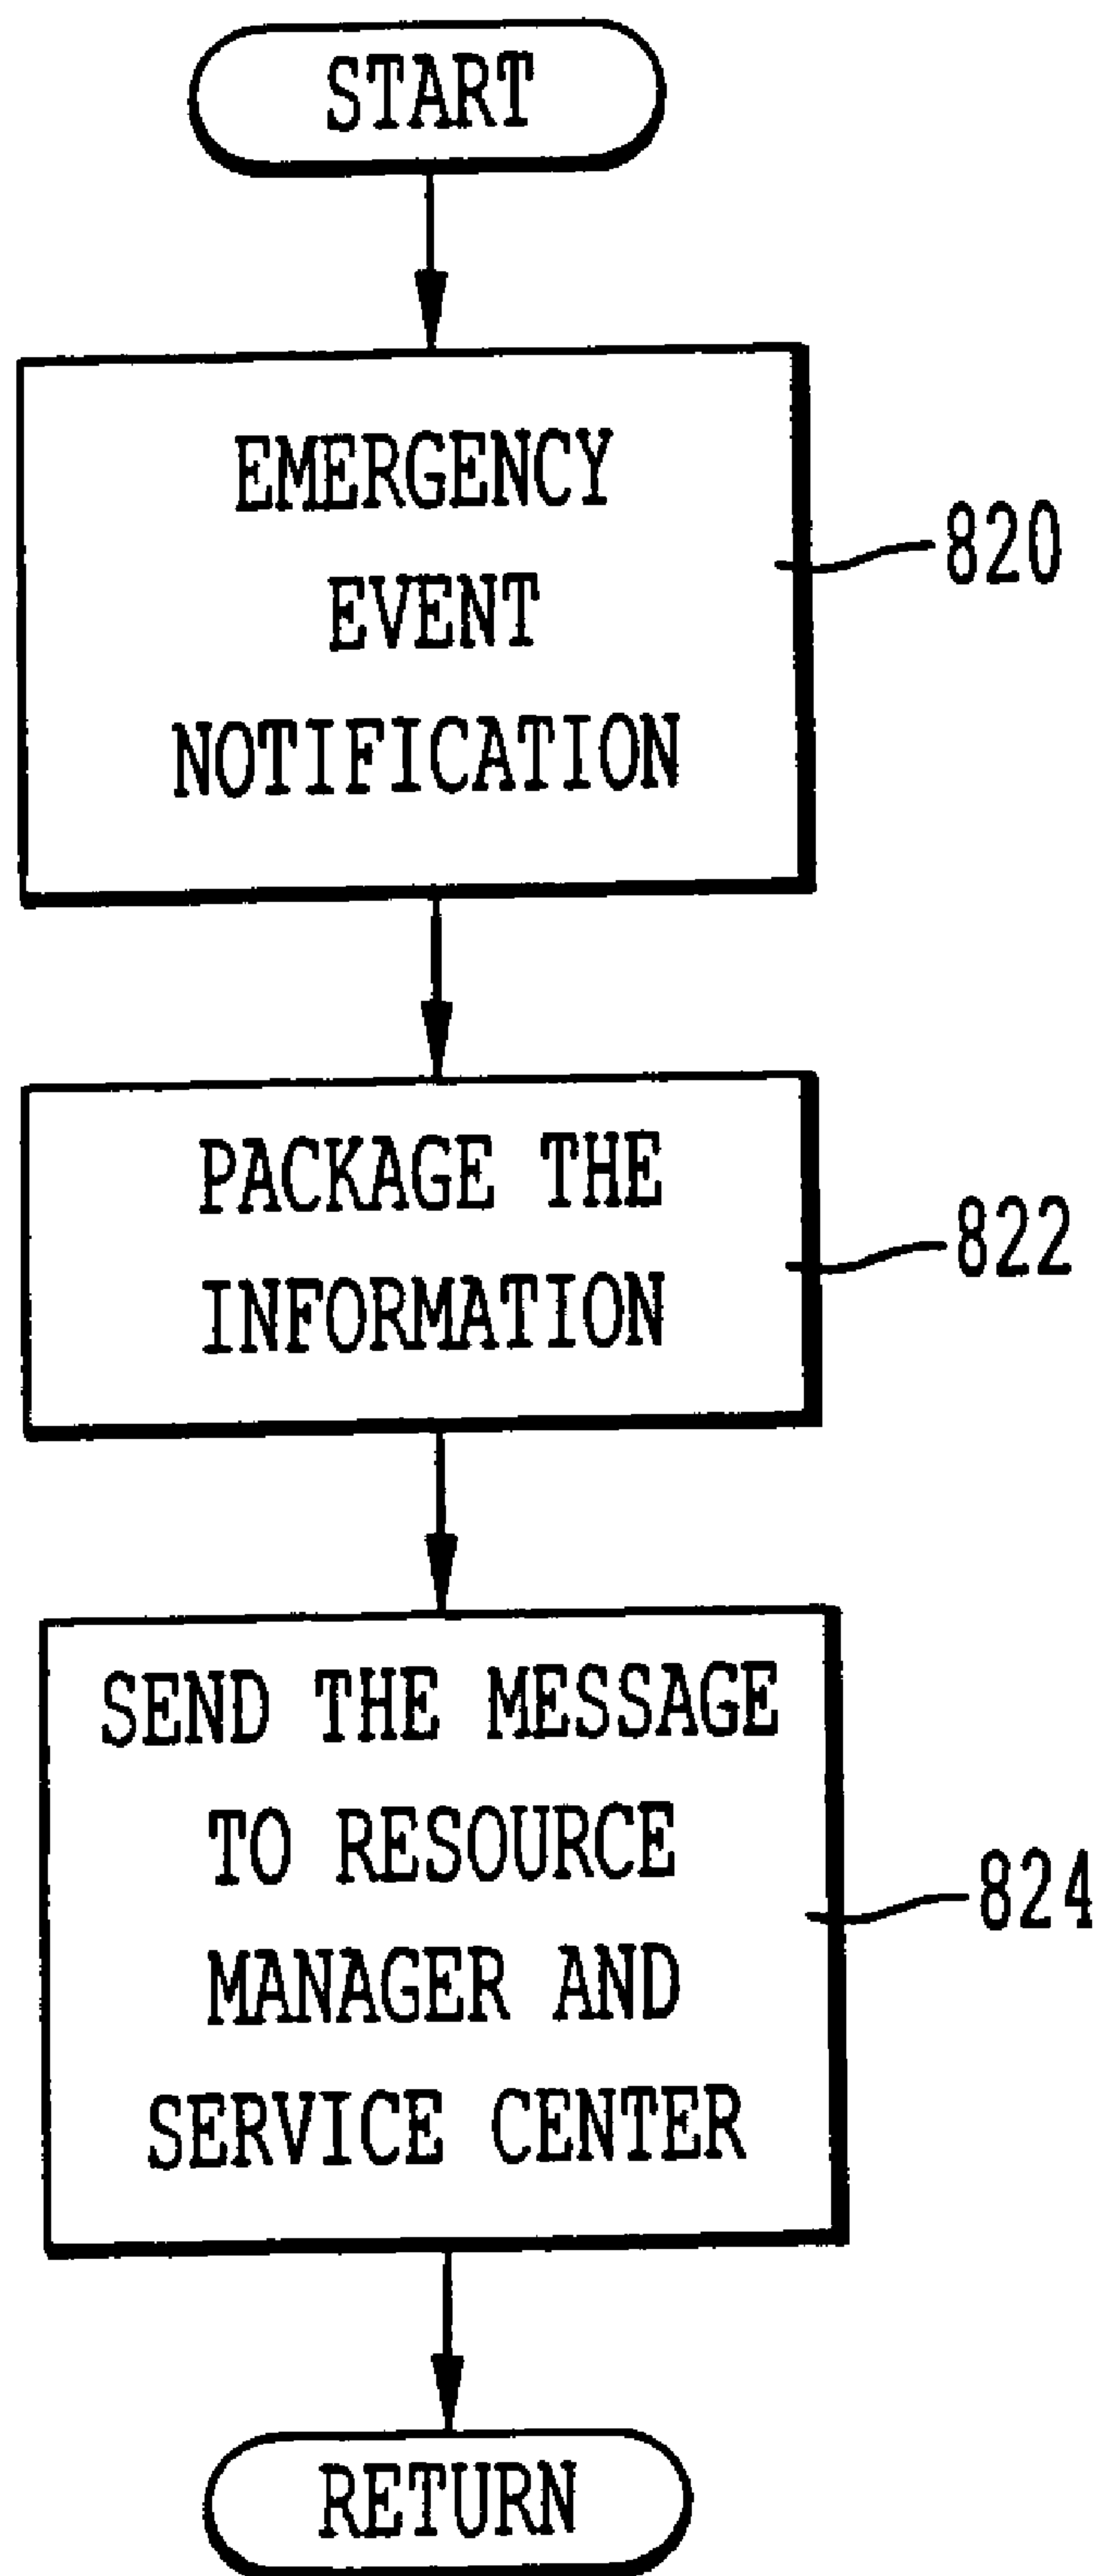 START
EMERGENCY
EVENT
NOTIFICATION
820
PACKAGE THE
INFORMATION
822
SEND THE MESSAGE
TO RESOURCE
MANAGER AND
SERVICE CENTER
824
RETURN